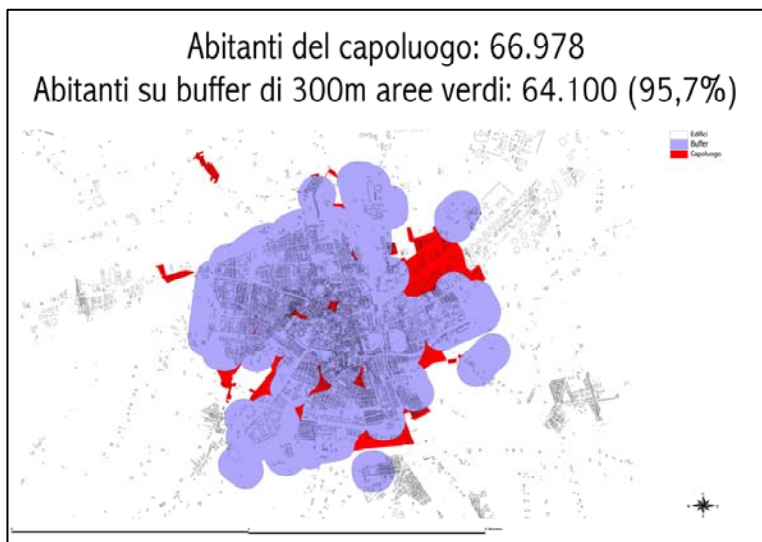 Abitanti del capoluogo: 66.978
Abitanti su buffer di 300m aree verdi: 64.100 (95,7%)
Edifici
Buffer
Capoluogo